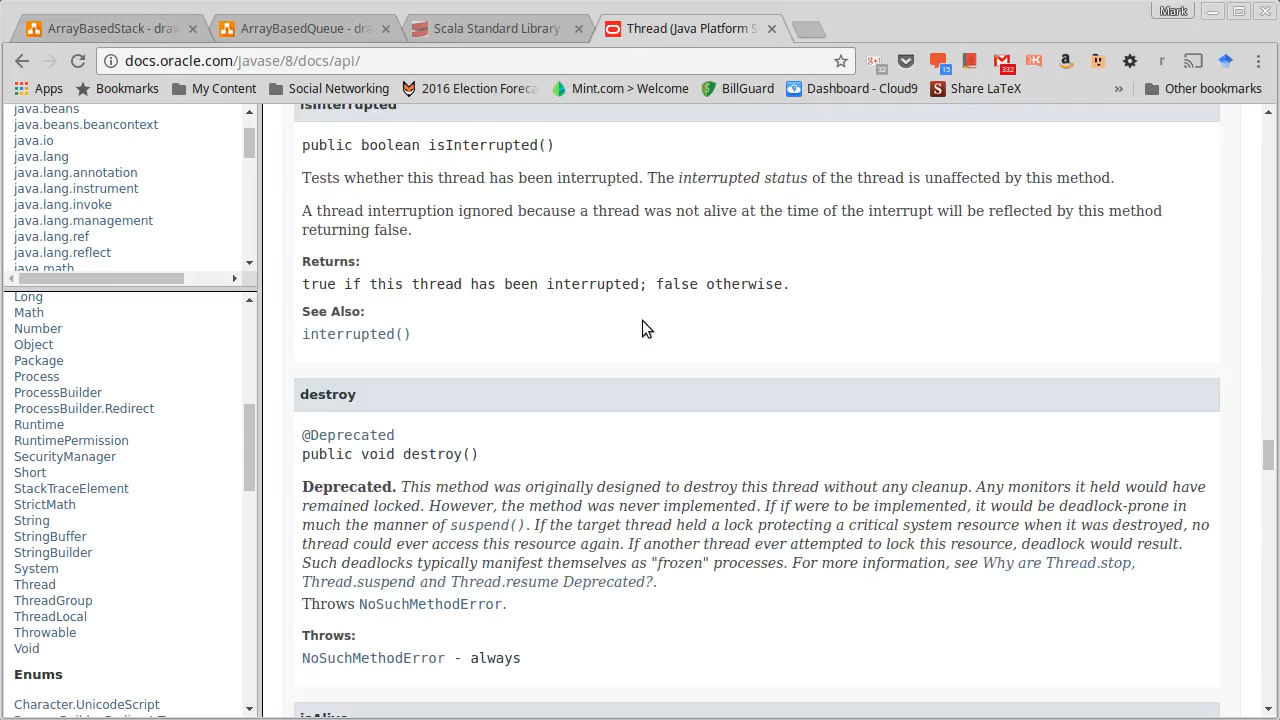 Mark
ArrayBasedStack - draw
ArrayBasedQueue - dra
Scala Standard Library
Thread (Java Platform S
docs.oracle.com/javase/8/docs/api/
32
15
332
r
Apps
Bookmarks
My Content
Social Networking
2016 Election Foreca
Mint.com > Welcome
BillGuard
Dashboard - Cloud9
Share LaTeX
»
Other bookmarks
java.beans
java.beans.beancontext
java.io
java.lang
java.lang.annotation
java.lang.instrument
java.lang.invoke
java.lang.management
java.lang.ref
java.lang.reflect
java.math
Long
Math
Number
Object
Package
Process
ProcessBuilder
ProcessBuilder.Redirect
Runtime
RuntimePermission
SecurityManager
Short
StackTraceElement
StrictMath
String
StringBuffer
StringBuilder
System
Thread
ThreadGroup
ThreadLocal
Throwable
Void
Enums
Character.UnicodeScript
isInterrupted
public boolean isInterrupted()
Tests whether this thread has been interrupted. The interrupted status of the thread is unaffected by this method.
A thread interruption ignored because a thread was not alive at the time of the interrupt will be reflected by this method
returning false.
Returns:
true if this thread has been interrupted; false otherwise.
See Also:
interrupted()
destroy
@Deprecated
public void destroy()
Deprecated. This method was originally designed to destroy this thread without any cleanup. Any monitors it held would have
remained locked. However, the method was never implemented. If if were to be implemented, it would be deadlock-prone in
much the manner of suspend(). If the target thread held a lock protecting a critical system resource when it was destroyed, no
thread could ever access this resource again. If another thread ever attempted to lock this resource, deadlock would result.
Such deadlocks typically manifest themselves as "frozen" processes. For more information, see Why are Thread.stop,
Thread.suspend and Thread.resume Deprecated?.
Throws NoSuchMethodError.
Throws:
NoSuchMethodError - always
isAlive